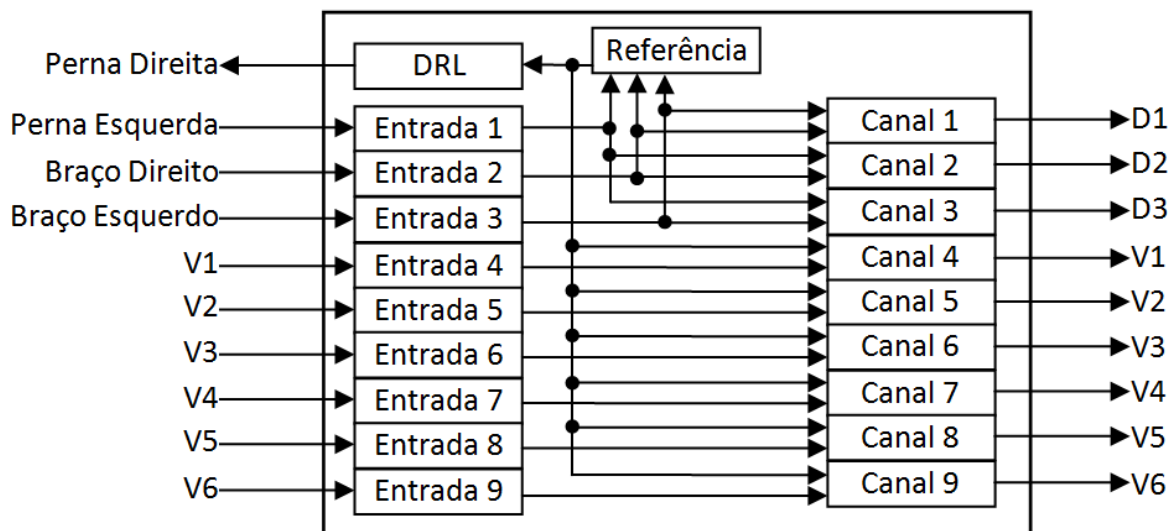 Perna Direita
DRL
Referência
Perna Esquerda
Entrada 1
Canal 1
D1
Braço Direito
Entrada 2
Canal 2
D2
Braço Esquerdo
Entrada 3
Canal 3
D3
V1
Entrada 4
Canal 4
V1
V2
Entrada 5
Canal 5
V2
V3
Entrada 6
Canal 6
V3
V4
Entrada 7
Canal 7
V4
V5
Entrada 8
Canal 8
V5
V6
Entrada 9
Canal 9
V6